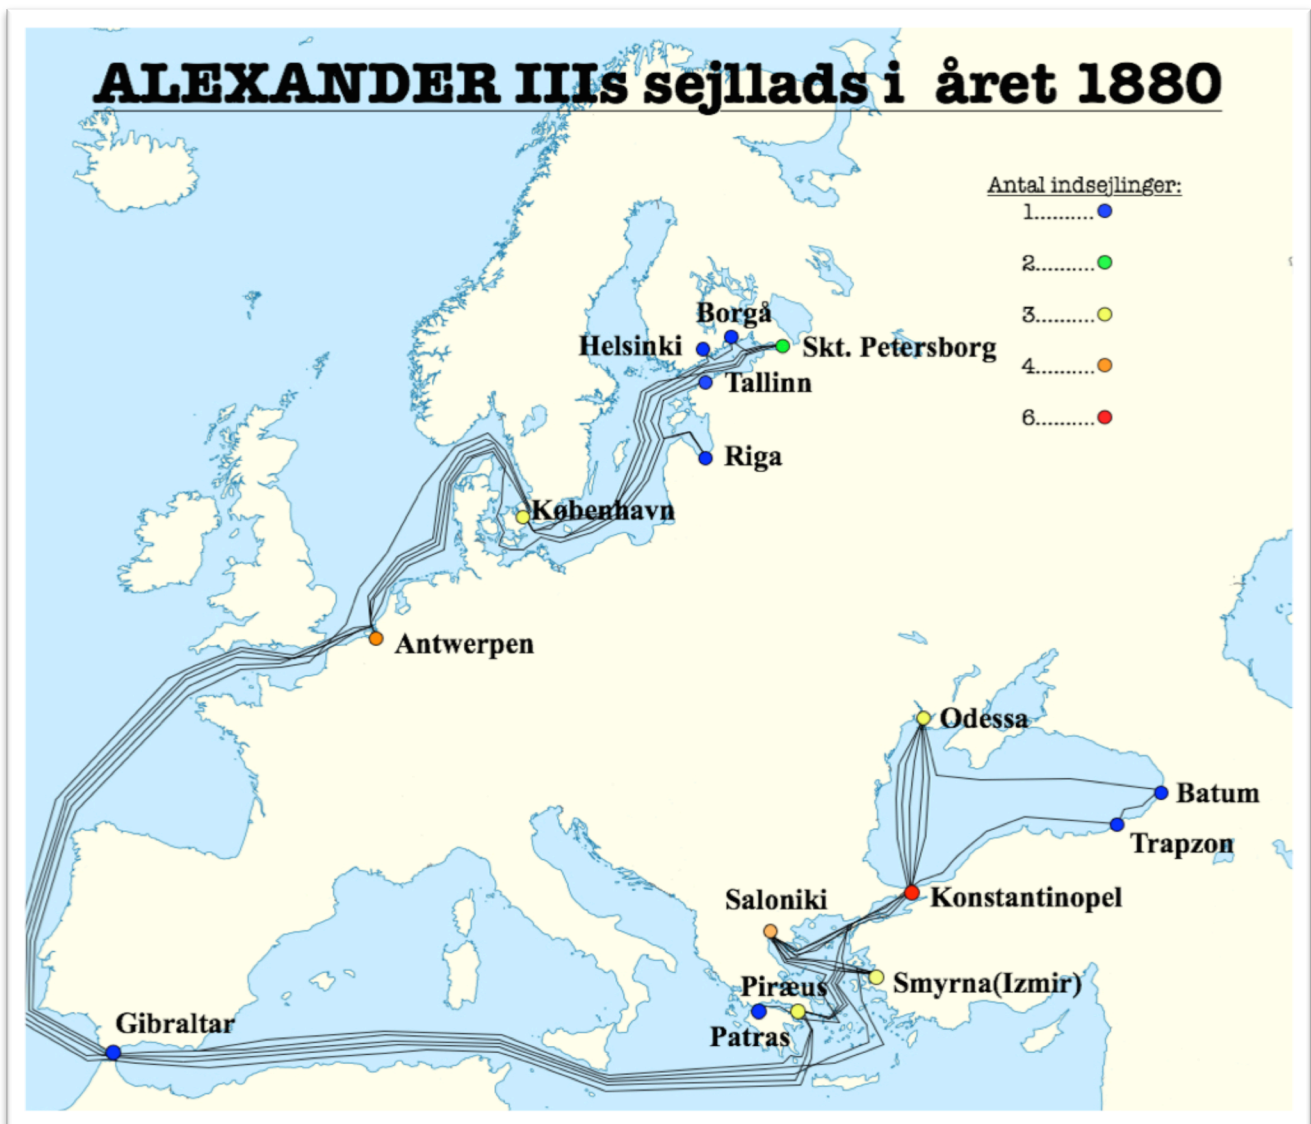 ALEXANDER IIIs sejllads i året 1880
Antal indsejlinger:
1..........
2..........
3..........
4..........
6..........
Borgå
Helsinki
Skt. Petersborg
Tallinn
Riga
København
Antwerpen
Odessa
Batum
Trapzon
Konstantinopel
Saloniki
Smyrna(Izmir)
Piræus
Patras
Gibraltar